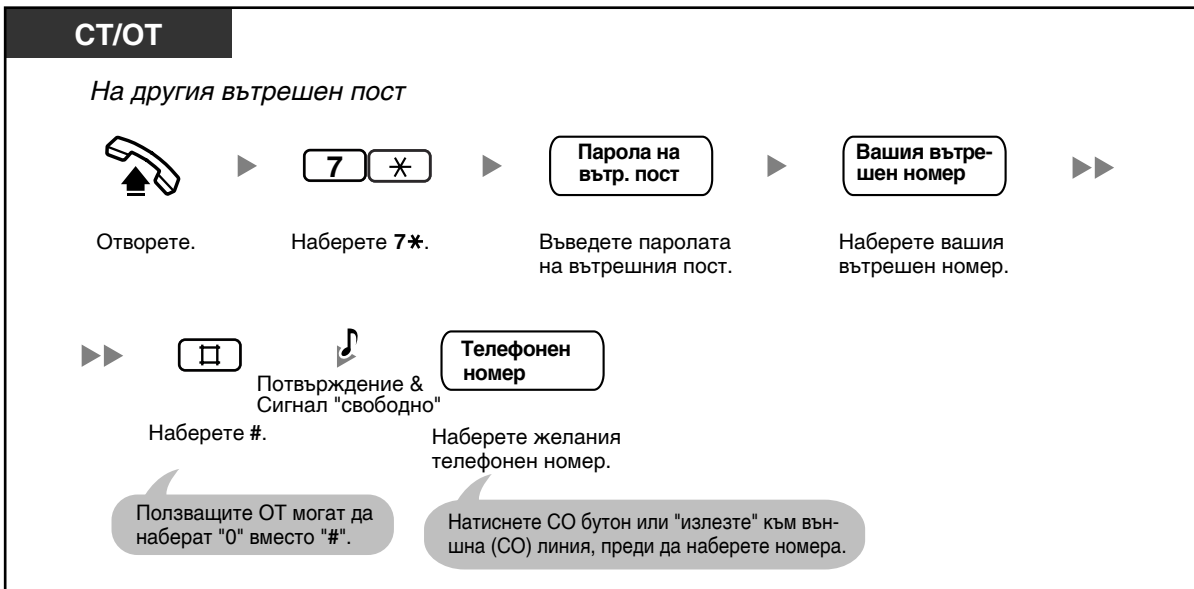 СТ/ОТ
На другия вътрешен пост
7 *
Парола на
вътр. пост
Вашия вътре-
шен номер
Отворете.
Наберете 7*.
Въведете паролата
на вътрешния пост.
Наберете вашия
вътрешен номер.
#
Потвърждение &
Сигнал "свободно"
Телефонен
номер
Наберете #.
Наберете желания
телефонен номер.
Ползващите ОТ могат да
наберат "0" вместо "#".
Натиснете СО бутон или "излезте" към вън-
шна (СО) линия, преди да наберете номера.